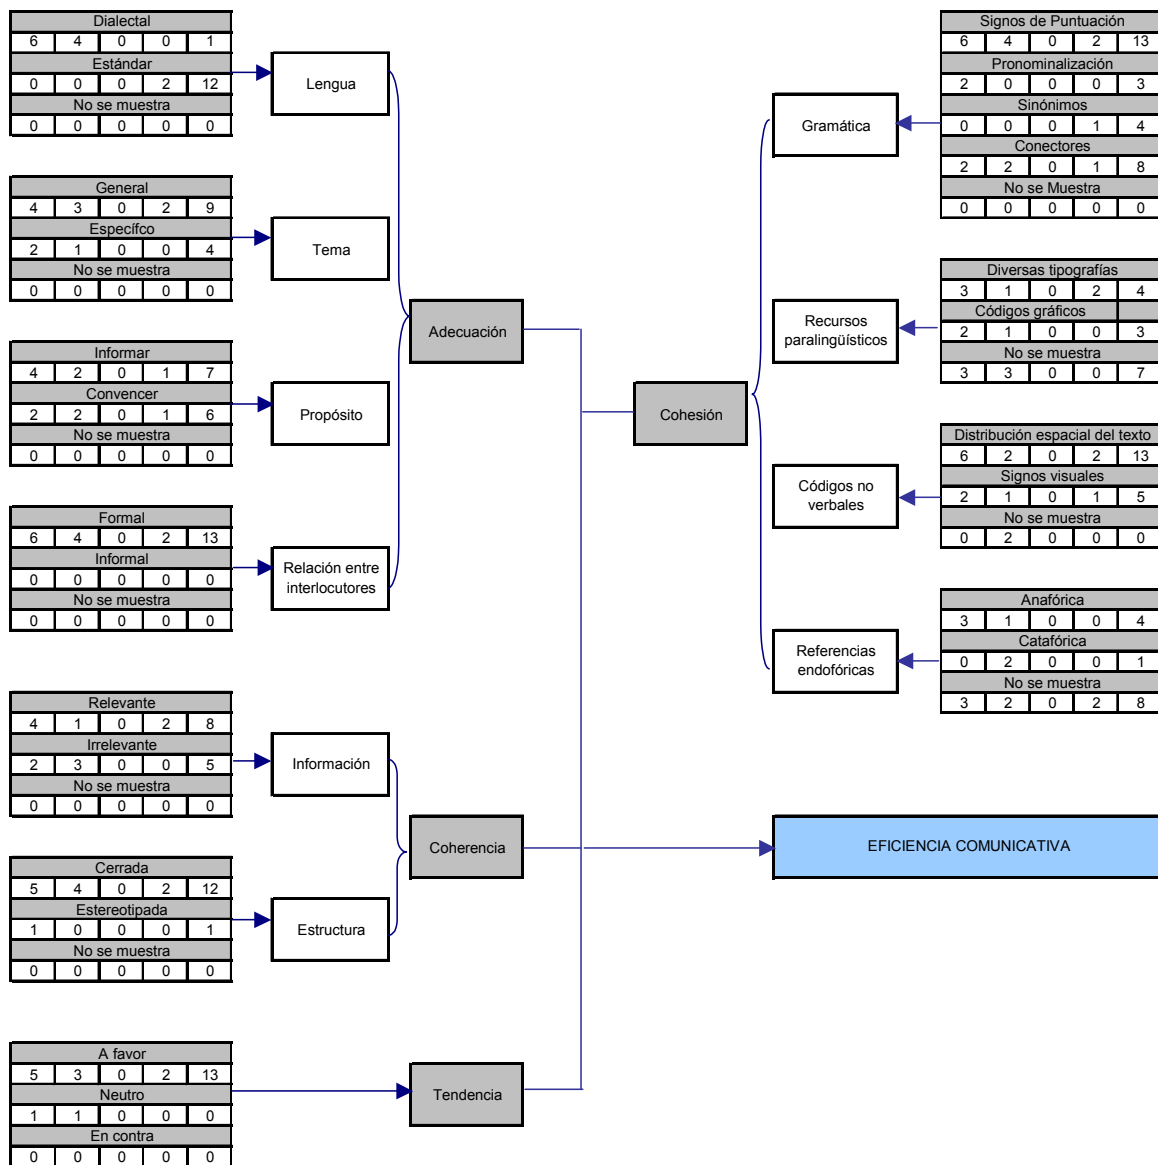 Dialectal
6 4 0 0 1
Estándar
0 0 0 2 12
No se muestra
0 0 0 0 0
Lengua
General
4 3 0 2 9
Específco
2 1 0 0 4
No se muestra
0 0 0 0 0
Tema
Informar
4 2 0 1 7
Convencer
2 2 0 1 6
No se muestra
0 0 0 0 0
Propósito
Formal
6 4 0 2 13
Informal
0 0 0 0 0
No se muestra
0 0 0 0 0
Relación entre
interlocutores
Adecuación
Relevante
4 1 0 2 8
Irrelevante
2 3 0 0 5
No se muestra
0 0 0 0 0
Información
Cerrada
5 4 0 2 12
Estereotipada
1 0 0 0 1
No se muestra
0 0 0 0 0
Estructura
Coherencia
A favor
5 3 0 2 13
Neutro
1 1 0 0 0
En contra
0 0 0 0 0
Tendencia
Cohesión
Gramática
Signos de Puntuación
6 4 0 2 13
Pronominalización
2 0 0 0 3
Sinónimos
0 0 0 1 4
Conectores
2 2 0 1 8
No se Muestra
0 0 0 0 0
Recursos
paralingüísticos
Diversas tipografías
3 1 0 2 4
Códigos gráficos
2 1 0 0 3
No se muestra
3 3 0 0 7
Códigos no
verbales
Distribución espacial del texto
6 2 0 2 13
Signos visuales
2 1 0 1 5
No se muestra
0 2 0 0 0
Referencias
endofóricas
Anafórica
3 1 0 0 4
Catafórica
0 2 0 0 1
No se muestra
3 2 0 2 8
EFICIENCIA COMUNICATIVA